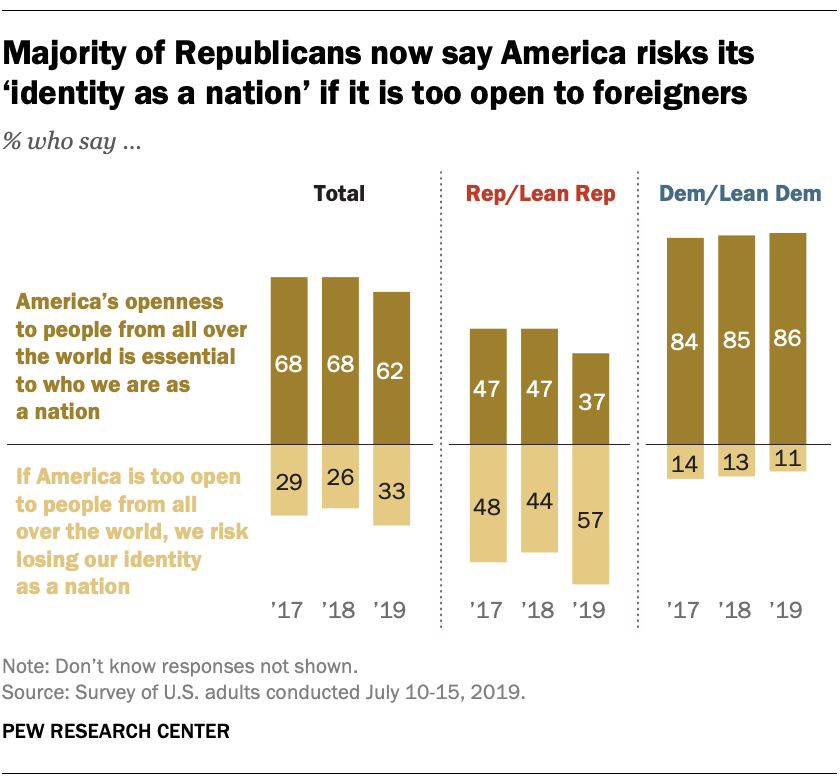 Majority of Republicans now say America risks its
‘identity as a nation’ if it is too open to foreigners
% who say ...
Total
Rep/Lean Rep
Dem/Lean Dem
America’s openness
to people from all over
the world is essential
to who we are as
a nation
68 68 62
47 47 37
84 85 86
If America is too open
to people from all
over the world, we risk
losing our identity
as a nation
29 26 33
48 44 57
14 13 11
’17 ’18 ’19
’17 ’18 ’19
’17 ’18 ’19
Note: Don’t know responses not shown.
Source: Survey of U.S. adults conducted July 10-15, 2019.
PEW RESEARCH CENTER